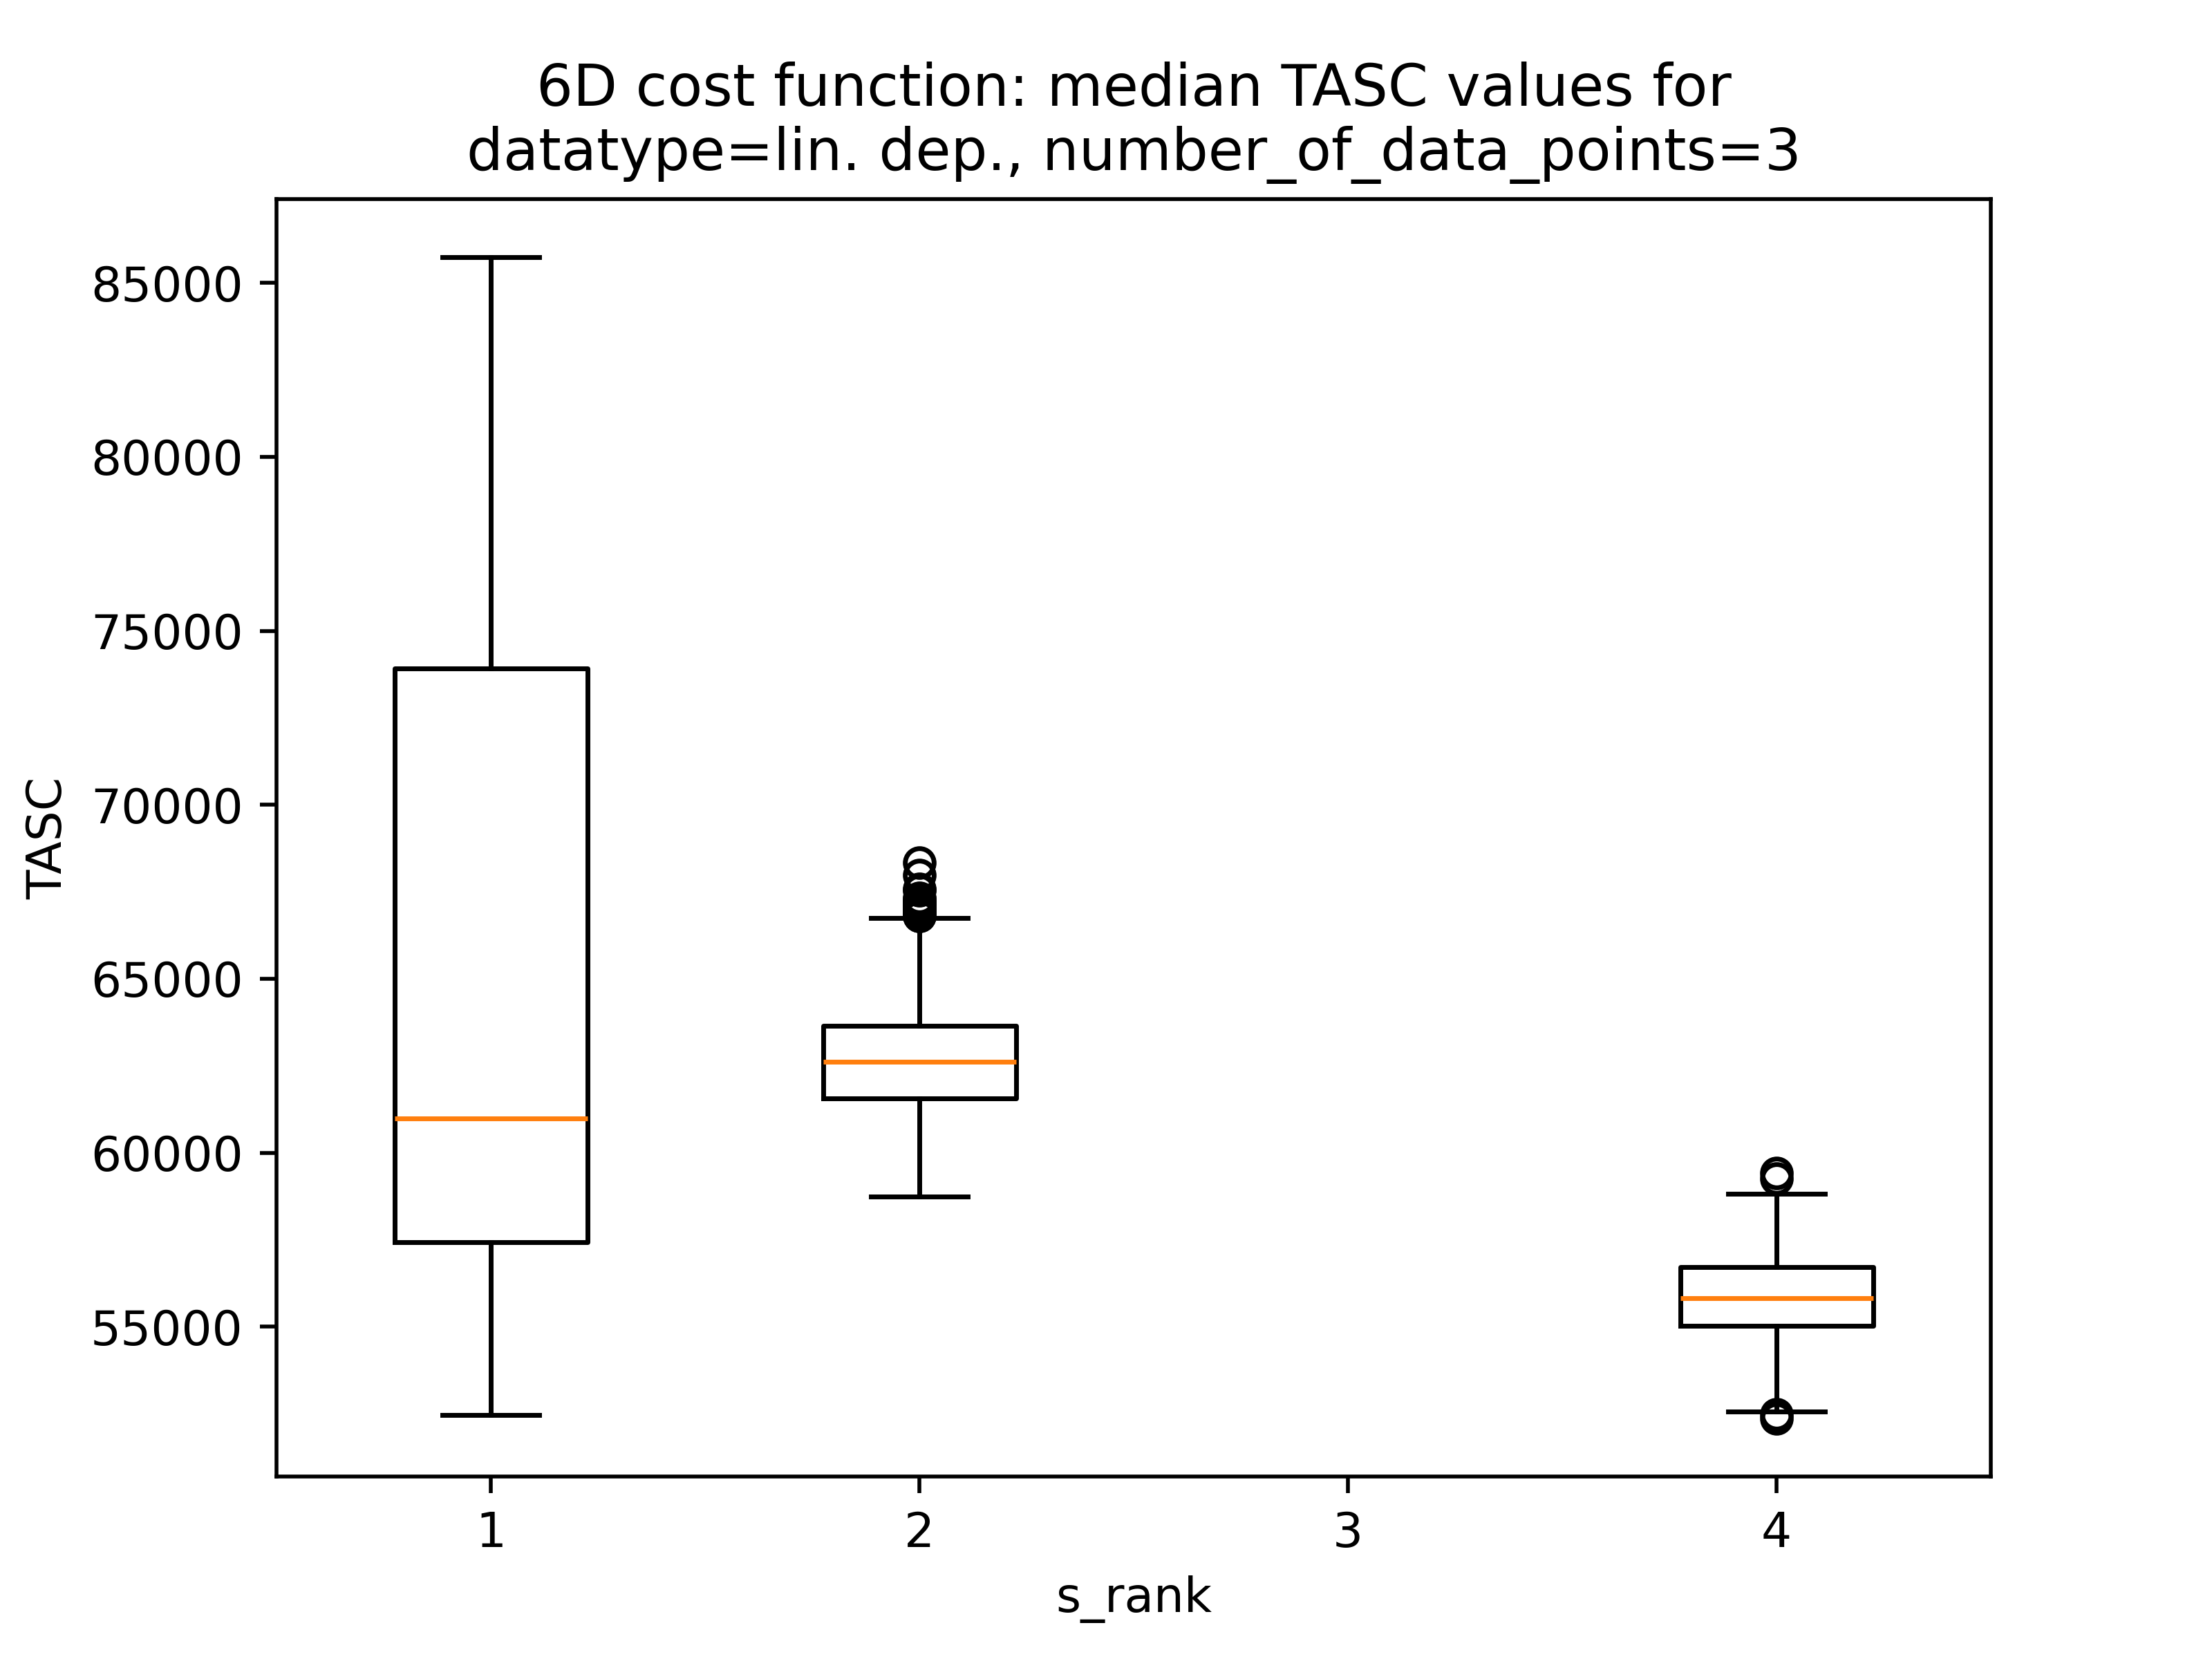 6D cost function: median TASC values for
datatype=lin. dep., number_of_data_points=3
85000
80000
75000
70000
65000
60000
55000
TASC
1
2
3
4
s_rank